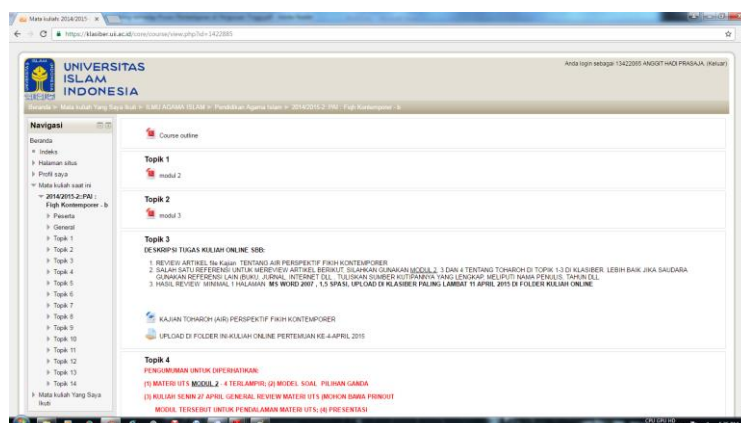 Mata kuliah: 2014/2015
https://klasiber.uii.ac.id/core/course/view.php?id=1422885
UNIVERSITAS
ISLAM
INDONESIA
Anda login sebagai 13422085 ANGGIT HADI PRASAJA. (Keluar)
Beranda ► Mata kuliah Yang Saya Ikuti ► ILMU AGAMA ISLAM ► Pendidikan Agama Islam ► 2014/2015-2::PAI : Fiqh Kontemporer - b
Navigasi
Beranda
Indeks
Halaman situs
Profil saya
Mata kuliah saat ini
2014/2015-2::PAI :
Fiqh Kontemporer - b
Peserta
General
Topik 1
Topik 2
Topik 3
Topik 4
Topik 5
Topik 6
Topik 7
Topik 8
Topik 9
Topik 10
Topik 11
Topik 12
Topik 13
Topik 14
Mata kuliah Yang Saya
Ikuti
Course outline
Topik 1
modul 2
Topik 2
modul 3
Topik 3
DESKRIPSI TUGAS KULIAH ONLINE SBB:
1. REVIEW ARTIKEL file Kajian TENTANG AIR PERSPEKTIF FIKIH KONTEMPORER
2. SALAH SATU REFERENSI UNTUK MEREVIEW ARTIKEL BERIKUT, SILAHKAN GUNAKAN MODUL 2, 3 DAN 4 TENTANG TOHAROH DI TOPIK 1-3 DI KLASIBER. LEBIH BAIK JIKA SAUDARA
GUNAKAN REFERENSI LAIN (BUKU, JURNAL, INTERNET DLL . TULISKAN SUMBER KUTIPANNYA YANG LENGKAP, MELIPUTI NAMA PENULIS, TAHUN DLL.
3. HASIL REVIEW MINIMAL 1 HALAMAN MS WORD 2007 , 1,5 SPASI, UPLOAD DI KLASIBER PALING LAMBAT 11 APRIL 2015 DI FOLDER KULIAH ONLINE
KAJIAN TOHAROH (AIR) PERSPEKTIF FIKIH KONTEMPORER
UPLOAD DI FOLDER INI-KULIAH ONLINE PERTEMUAN KE-4-APRIL 2015
Topik 4
PENGUMUMAN UNTUK DIPERHATIKAN:
(1) MATERI UTS MODUL 2 - 4 TERLAMPIR; (2) MODEL SOAL PILIHAN GANDA
(3) KULIAH SENIN 27 APRIL GENERAL REVIEW MATERI UTS (MOHON BAWA PRINOUT
MODUL TERSEBUT UNTUK PENDALAMAN MATERI UTS; (4) PRESENTASI